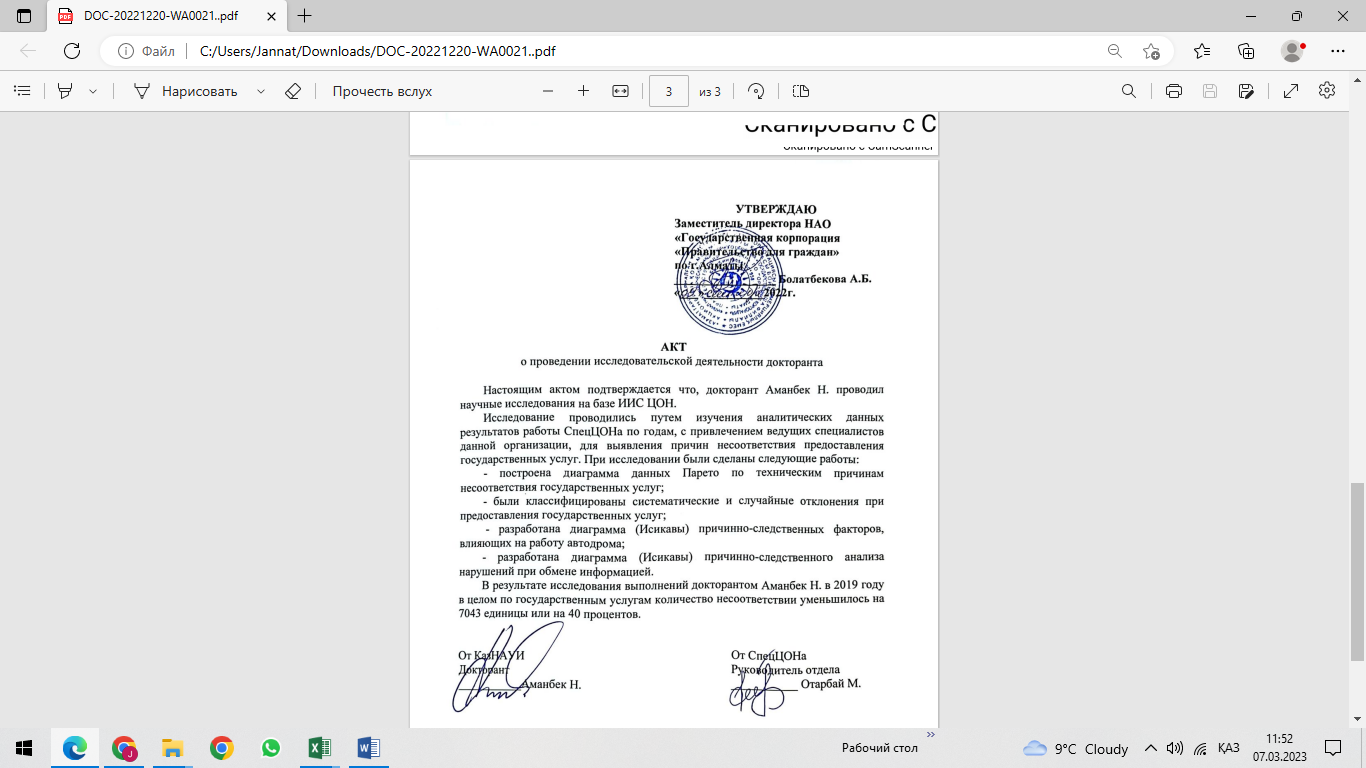 DOC-20221220-WA0021..pdf
Файл
C:/Users/Jannat/Downloads/DOC-20221220-WA0021..pdf
Нарисовать
Прочесть вслух
3
из 3
Сканировано с C
Сканировано с CamScanner
УТВЕРЖДАЮ
Заместитель директора НАО
«Государственная корпорация
«Правительство для граждан»
по г.Алматы
Болатбекова А.Б.
2022г.
АКТ
о проведении исследовательской деятельности докторанта
Настоящим актом подтверждается что, докторант Аманбек Н. проводил
научные исследования на базе ИИС ЦОН.
Исследование проводились путем изучения аналитических данных
результатов работы СпецЦОНа по годам, с привлечением ведущих специалистов
данной организации, для выявления причин несоответствия предоставления
государственных услуг. При исследовании были сделаны следующие работы:
- построена диаграмма данных Парето по техническим причинам
несоответствия государственных услуг;
- были классифицированы систематические и случайные отклонения при
предоставления государственных услуг;
- разработана диаграмма (Исикавы) причинно-следственных факторов,
влияющих на работу автодрома;
- разработана диаграмма (Исикавы) причинно-следственного анализа
нарушений при обмене информацией.
В результате исследования выполнений докторантом Аманбек Н. в 2019 году
в целом по государственным услугам количество несоответствии уменьшилось на
7043 единицы или на 40 процентов.
От КазНАУИ
Докторант
Аманбек Н.
От СпецЦОНа
Руководитель отдела
Отарбай М.
Рабочий стол
9°C Cloudy
ҚАЗ
11:52
07.03.2023